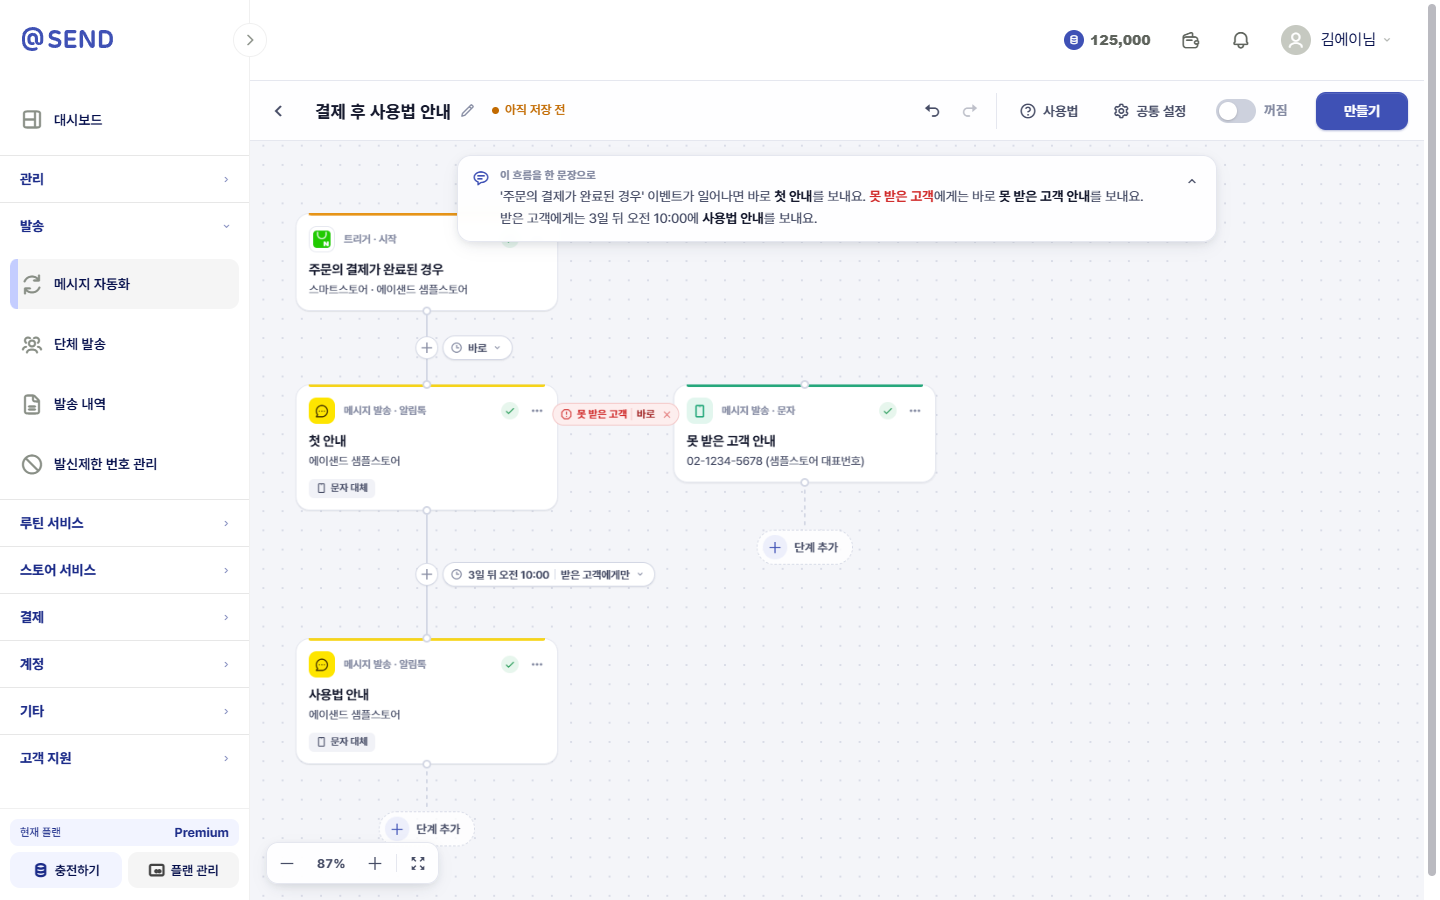 @SEND
대시보드
관리
발송
메시지 자동화
단체 발송
발송 내역
발신제한 번호 관리
루틴 서비스
스토어 서비스
결제
계정
기타
고객 지원
현재 플랜 Premium
충전하기 플랜 관리
125,000 김에이님
결제 후 사용법 안내 아직 저장 전 사용법 공통 설정 꺼짐 만들기
이 흐름을 한 문장으로
'주문의 결제가 완료된 경우' 이벤트가 일어나면 바로 첫 안내를 보내요. 못 받은 고객에게는 바로 못 받은 고객 안내를 보내요.
받은 고객에게는 3일 뒤 오전 10:00에 사용법 안내를 보내요.
트리거 · 시작
주문의 결제가 완료된 경우
스마트스토어 · 에이샌드 샘플스토어
바로
메시지 발송 · 알림톡
첫 안내
에이샌드 샘플스토어
문자 대체
못 받은 고객 바로
메시지 발송 · 문자
못 받은 고객 안내
02-1234-5678 (샘플스토어 대표번호)
단계 추가
3일 뒤 오전 10:00 받은 고객에게만
메시지 발송 · 알림톡
사용법 안내
에이샌드 샘플스토어
문자 대체
단계 추가
87%